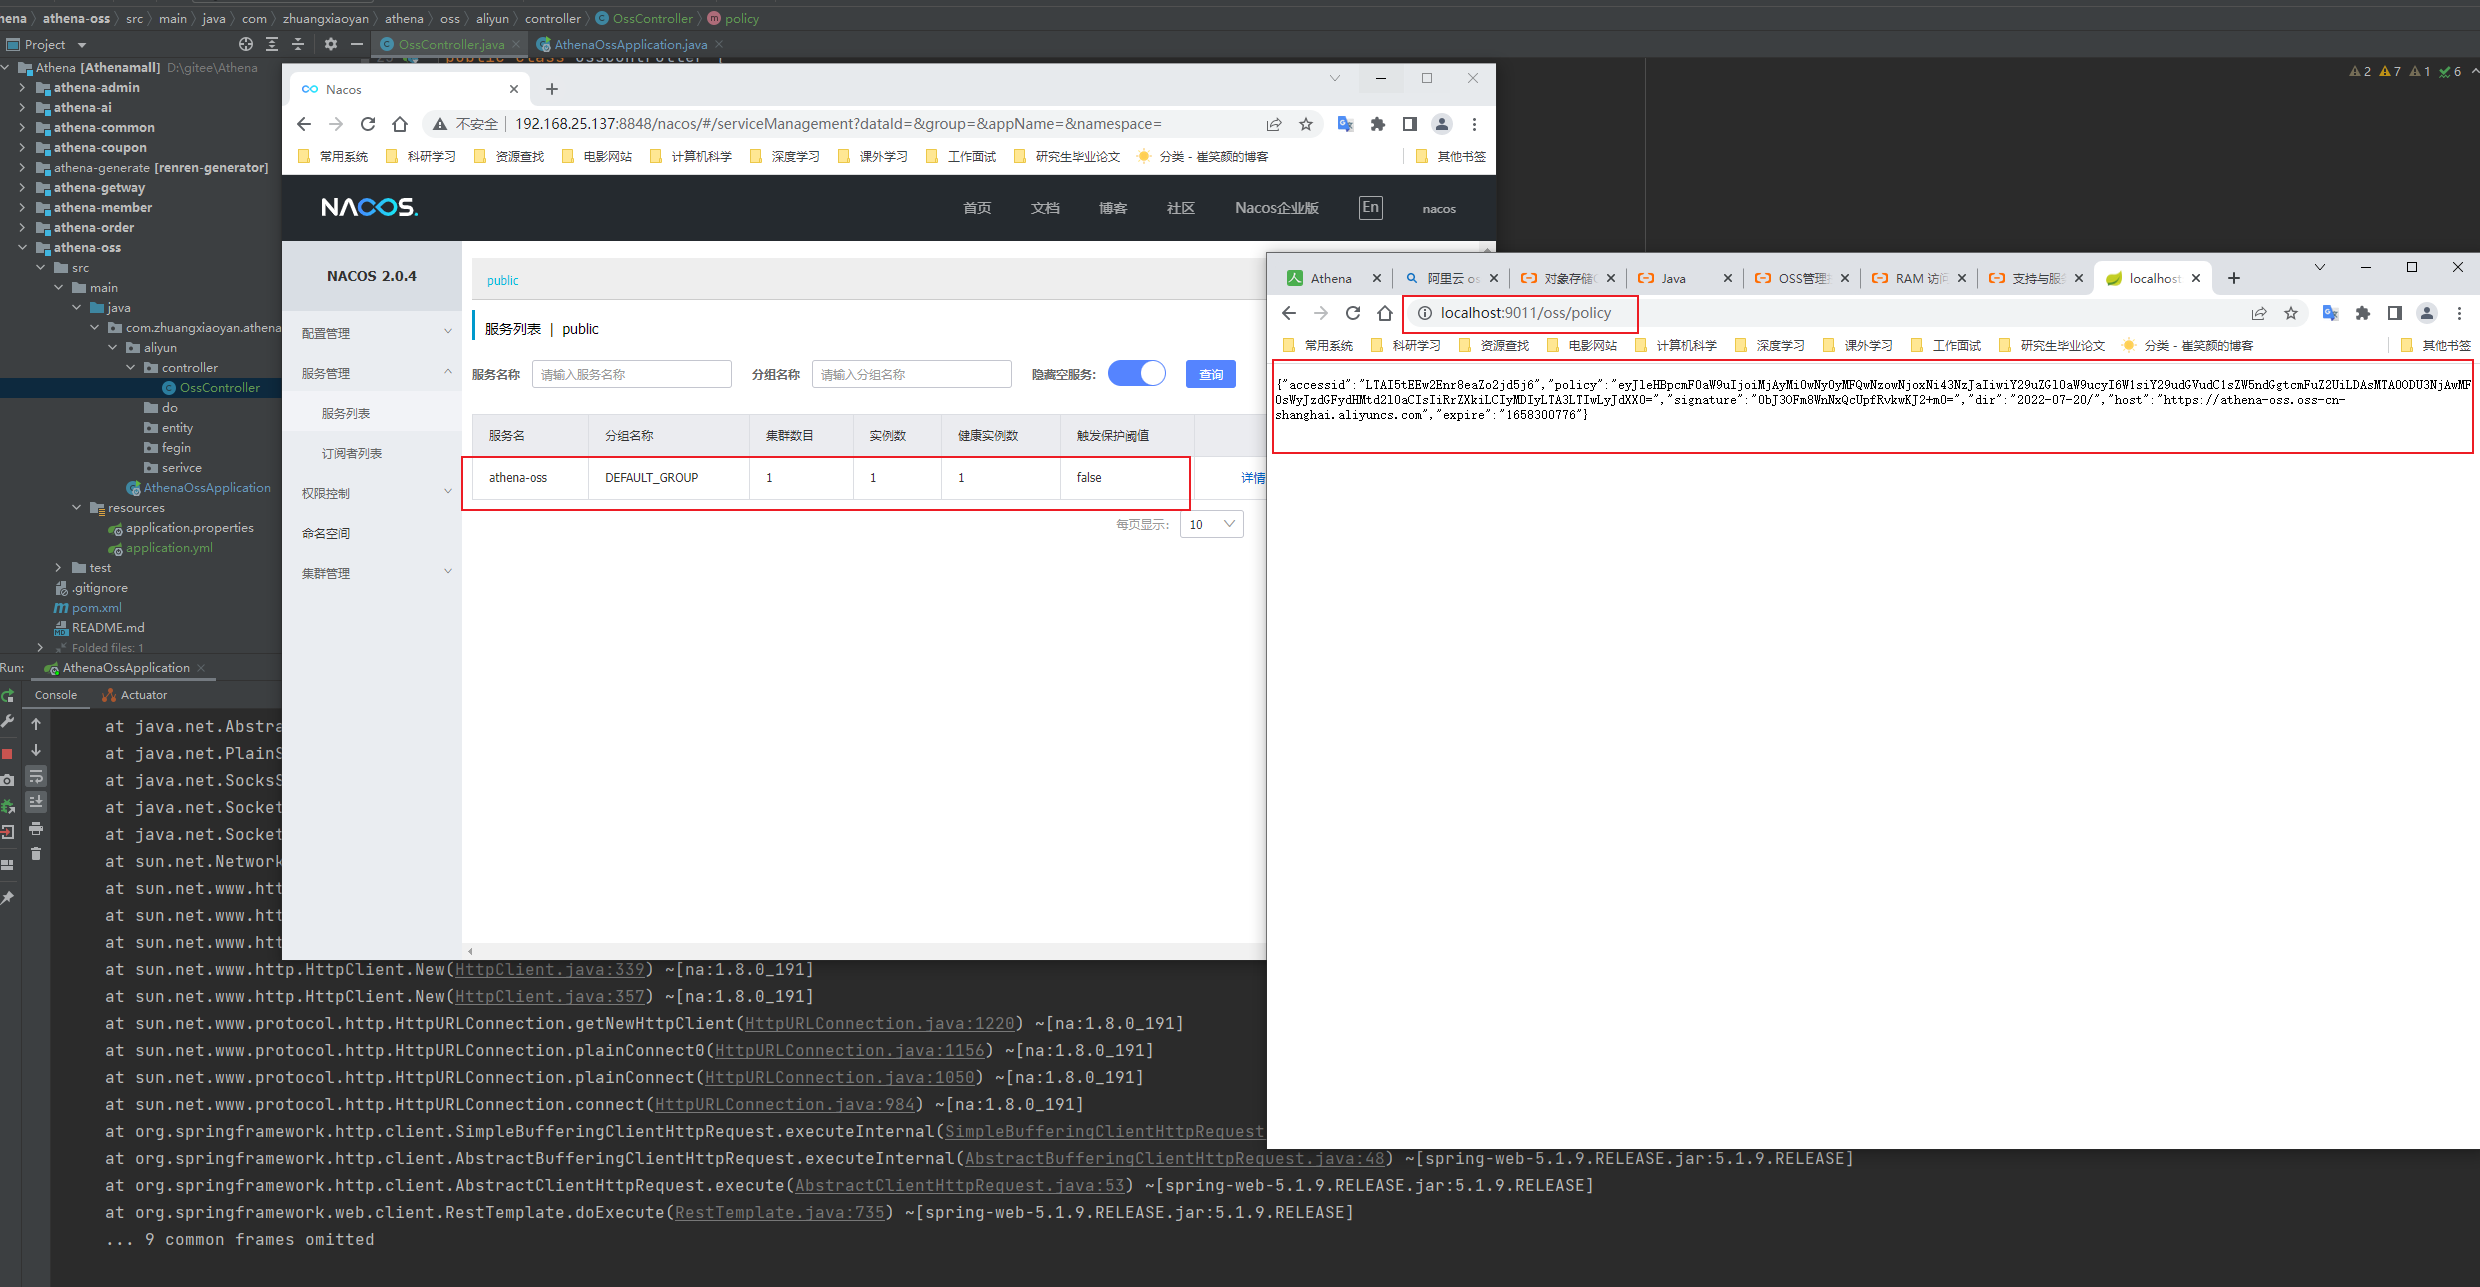 hena
athena-oss
src
main
java
com
zhuangxiaoyan
athena
oss
aliyun
controller
OssController
policy
Project
OssController.java
AthenaOssApplication.java
2
7
1
6
Athena [Athenamall] D:\gitee\Athena
athena-admin
athena-ai
athena-common
athena-coupon
athena-generate [renren-generator]
athena-getway
athena-member
athena-order
athena-oss
src
main
java
com.zhuangxiaoyan.athena
aliyun
controller
OssController
do
entity
fegin
serivce
AthenaOssApplication
resources
application.properties
application.yml
test
.gitignore
pom.xml
README.md
Folded files: 1
Nacos
不安全
192.168.25.137:8848/nacos/#/serviceManagement?dataId=&group=&appName=&namespace=
常用系统
科研学习
资源查找
电影网站
计算机科学
深度学习
课外学习
工作面试
研究生毕业论文
分类 - 崔笑颜的博客
其他书签
NACOS.
首页
文档
博客
社区
Nacos企业版
En
nacos
NACOS 2.0.4
配置管理
服务管理
服务列表
订阅者列表
权限控制
命名空间
集群管理
public
服务列表 | public
服务名称
请输入服务名称
分组名称
请输入分组名称
隐藏空服务:
查询
服务名 分组名称 集群数目 实例数 健康实例数 触发保护阈值
athena-oss DEFAULT_GROUP 1 1 1 false 详情
每页显示: 10
Athena
阿里云 os
对象存储
Java
OSS管理
RAM 访问
支持与服
localhost
localhost:9011/oss/policy
常用系统
科研学习
资源查找
电影网站
计算机科学
深度学习
课外学习
工作面试
研究生毕业论文
分类 - 崔笑颜的博客
其他书签
shanghai.aliyuncs.com","expire":"1658300776"}
Run:
AthenaOssApplication
Console
Actuator
at java.net.Abstra
at java.net.PlainS
at java.net.SocksS
at java.net.Socket
at java.net.Socket
at sun.net.Network
at sun.net.www.htt
at sun.net.www.htt
at sun.net.www.htt
at sun.net.www.http.HttpClient.New(HttpClient.java:339) ~[na:1.8.0_191]
at sun.net.www.http.HttpClient.New(HttpClient.java:357) ~[na:1.8.0_191]
at sun.net.www.protocol.http.HttpURLConnection.getNewHttpClient(HttpURLConnection.java:1220) ~[na:1.8.0_191]
at sun.net.www.protocol.http.HttpURLConnection.plainConnect0(HttpURLConnection.java:1156) ~[na:1.8.0_191]
at sun.net.www.protocol.http.HttpURLConnection.plainConnect(HttpURLConnection.java:1050) ~[na:1.8.0_191]
at sun.net.www.protocol.http.HttpURLConnection.connect(HttpURLConnection.java:984) ~[na:1.8.0_191]
at org.springframework.http.client.SimpleBufferingClientHttpRequest.executeInternal(SimpleBufferingClientHttpRequest
at org.springframework.http.client.AbstractBufferingClientHttpRequest.executeInternal(AbstractBufferingClientHttpRequest.java:48) ~[spring-web-5.1.9.RELEASE.jar:5.1.9.RELEASE]
at org.springframework.http.client.AbstractClientHttpRequest.execute(AbstractClientHttpRequest.java:53) ~[spring-web-5.1.9.RELEASE.jar:5.1.9.RELEASE]
at org.springframework.web.client.RestTemplate.doExecute(RestTemplate.java:735) ~[spring-web-5.1.9.RELEASE.jar:5.1.9.RELEASE]
... 9 common frames omitted